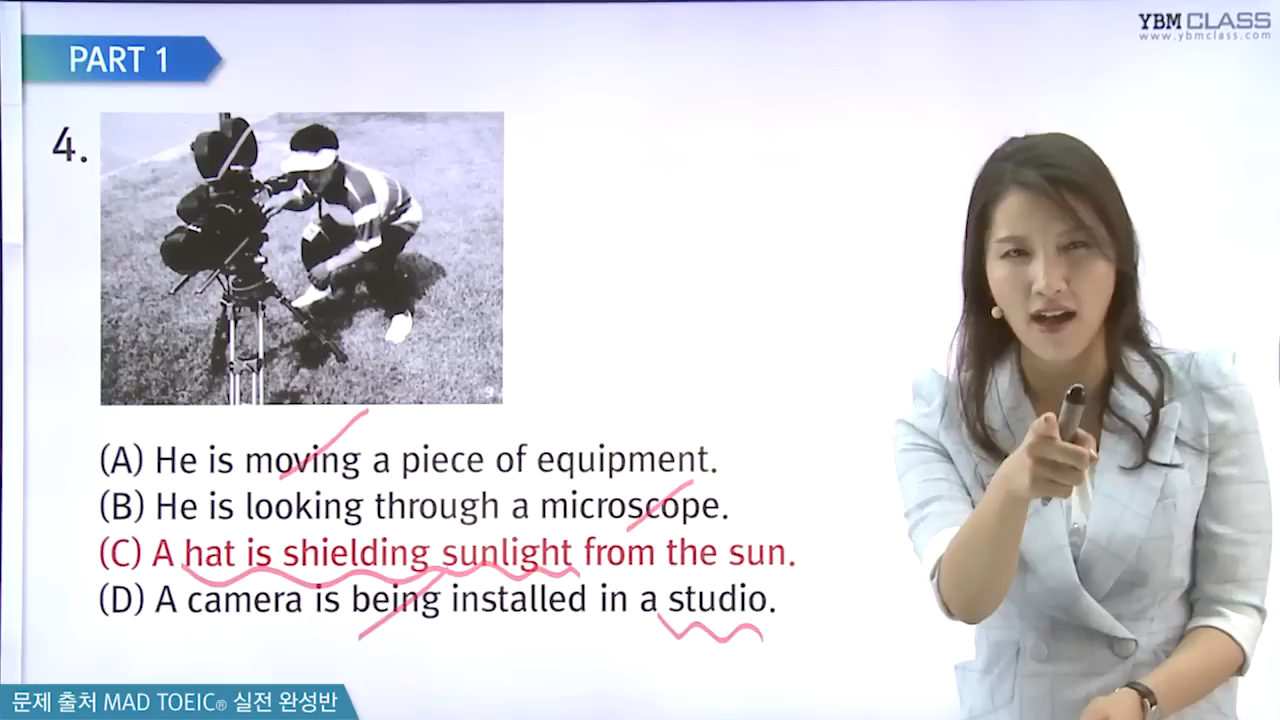 YBM CLASS
www.ybmclass.com
PART 1
4.
(A) He is moving a piece of equipment.
(B) He is looking through a microscope.
(C) A hat is shielding sunlight from the sun.
(D) A camera is being installed in a studio.
문제 출처 MAD TOEIC® 실전 완성반